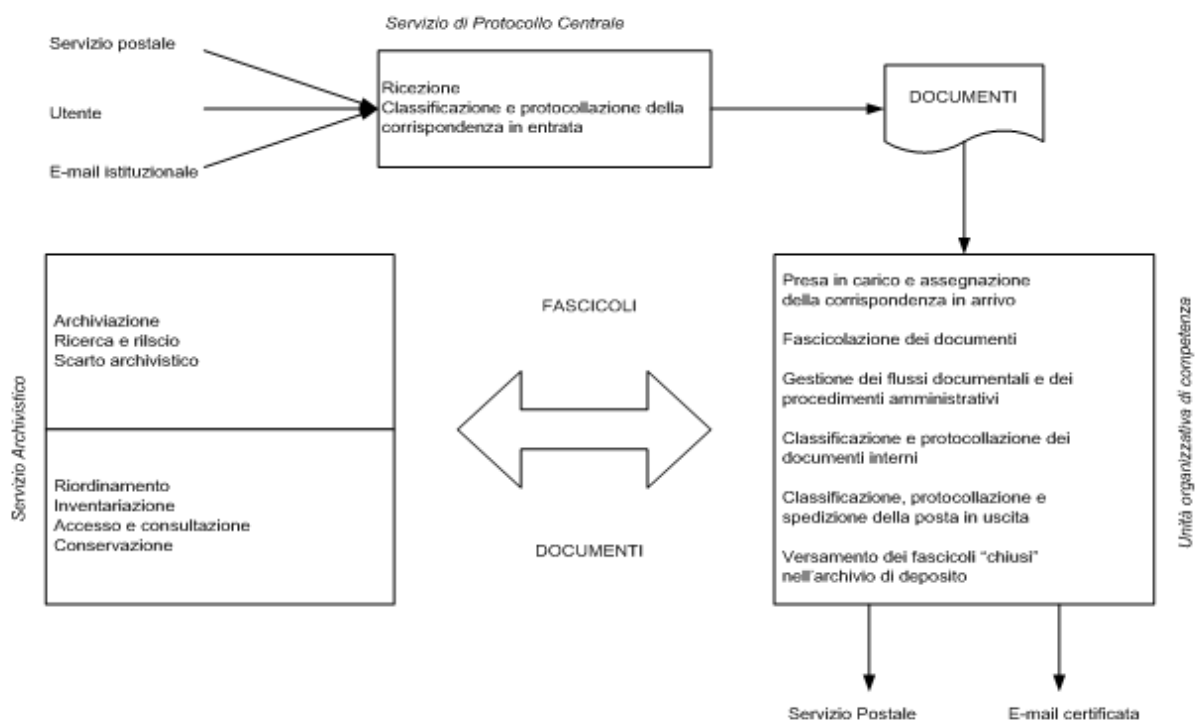 Servizio di Protocollo Centrale
Servizio postale
Utente
E-mail istituzionale
Ricezione
Classificazione e protocollazione della
corrispondenza in entrata
DOCUMENTI
Servizio Archivistico
Archiviazione
Ricerca e rilscio
Scarto archivistico
Riordinamento
Inventariazione
Accesso e consultazione
Conservazione
FASCICOLI
DOCUMENTI
Presa in carico e assegnazione
della corrispondenza in arrivo
Fascicolazione dei documenti
Gestione dei flussi documentali e dei
procedimenti amministrativi
Classificazione e protocollazione dei
documenti interni
Classificazione, protocollazione e
spedizione della posta in uscita
Versamento dei fascicoli “chiusi”
nell’archivio di deposito
Unità organizzativa di competenza
Servizio Postale
E-mail certificata